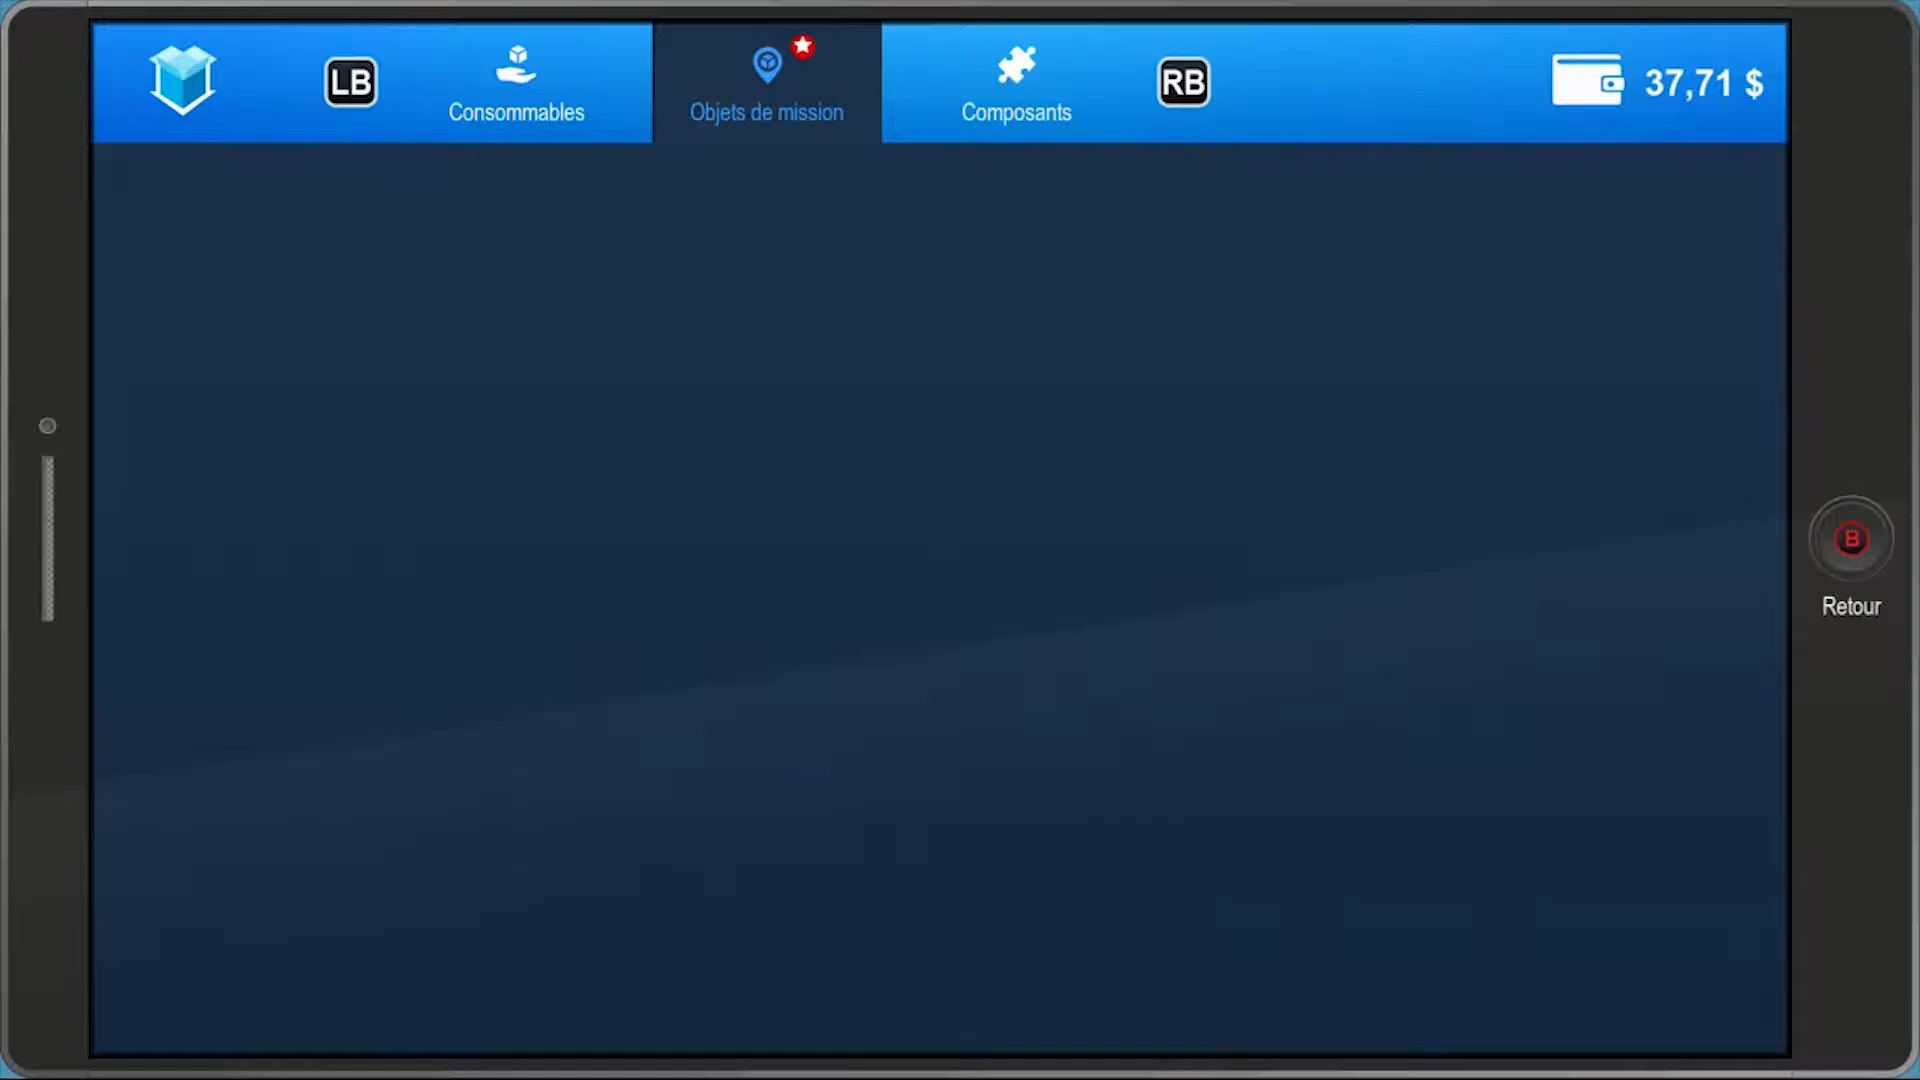 LB
Consommables
Objets de mission
Composants
RB
37,71 $
B
Retour